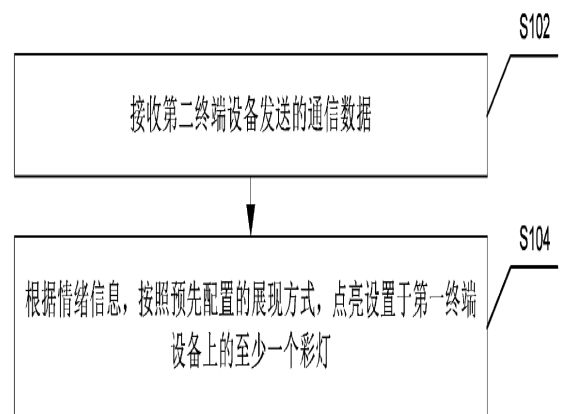 S102
接收第二终端设备发送的通信数据
S104
根据情绪信息，按照预先配置的展现方式，点亮设置于第一终端
设备上的至少一个彩灯